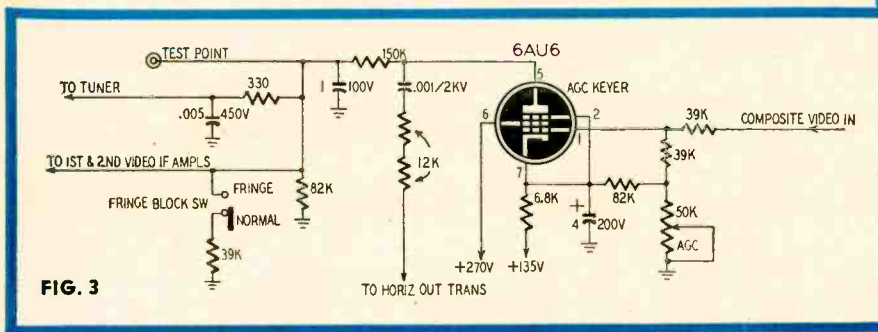 6AU6
TEST POINT
150K
5
AGC KEYER
TO TUNER
330
1
100V
.001/2KV
6
2
1
39K
COMPOSITE VIDEO IN
.005
450V
39K
TO 1ST & 2ND VIDEO IF AMPLS
12K
7
FRINGE
82K
6.8K
82K
FRINGE BLOCK SW
NORMAL
+
4
200V
50K
AGC
39K
+270V
+135V
FIG. 3
TO HORIZ OUT TRANS